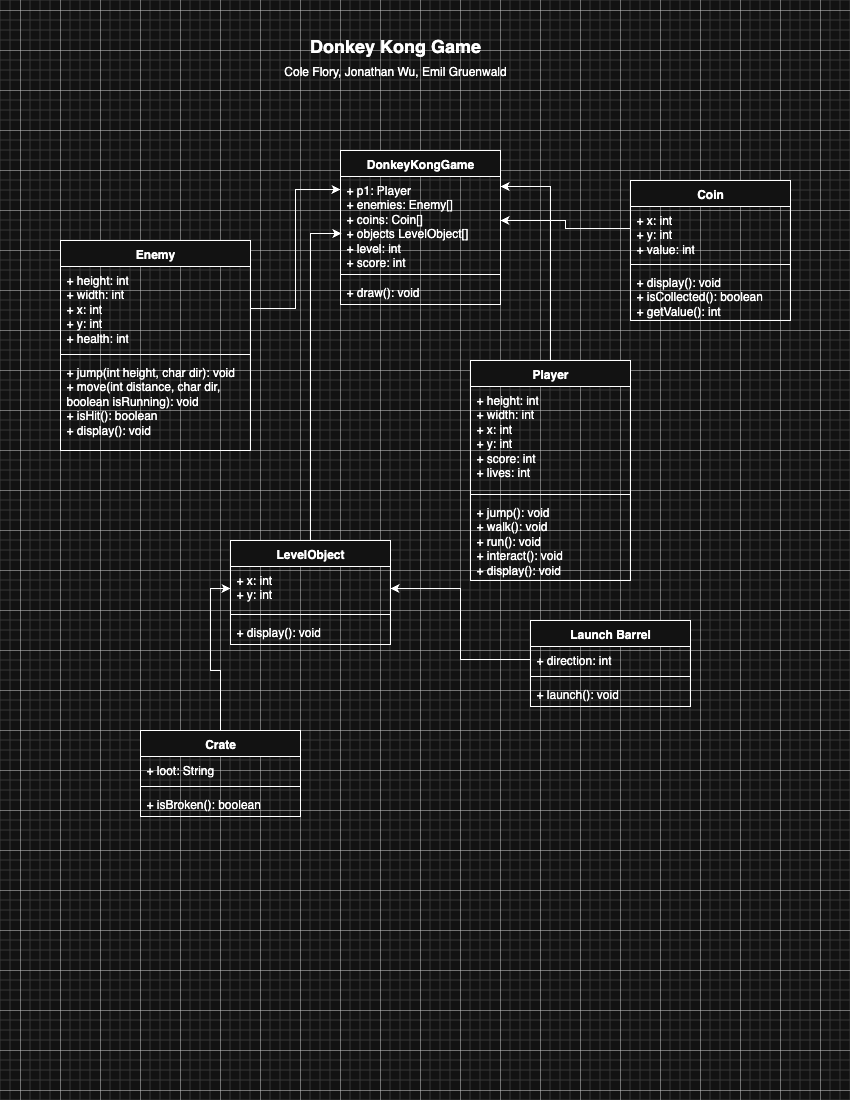 Donkey Kong Game
Cole Flory, Jonathan Wu, Emil Gruenwald
DonkeyKongGame
+ p1: Player
+ enemies: Enemy[]
+ coins: Coin[]
+ objects LevelObject[]
+ level: int
+ score: int
+ draw(): void
Coin
+ x: int
+ y: int
+ value: int
+ display(): void
+ isCollected(): boolean
+ getValue(): int
Enemy
+ height: int
+ width: int
+ x: int
+ y: int
+ health: int
+ jump(int height, char dir): void
+ move(int distance, char dir,
boolean isRunning): void
+ isHit(): boolean
+ display(): void
Player
+ height: int
+ width: int
+ x: int
+ y: int
+ score: int
+ lives: int
+ jump(): void
+ walk(): void
+ run(): void
+ interact(): void
+ display(): void
LevelObject
+ x: int
+ y: int
+ display(): void
Launch Barrel
+ direction: int
+ launch(): void
Crate
+ loot: String
+ isBroken(): boolean